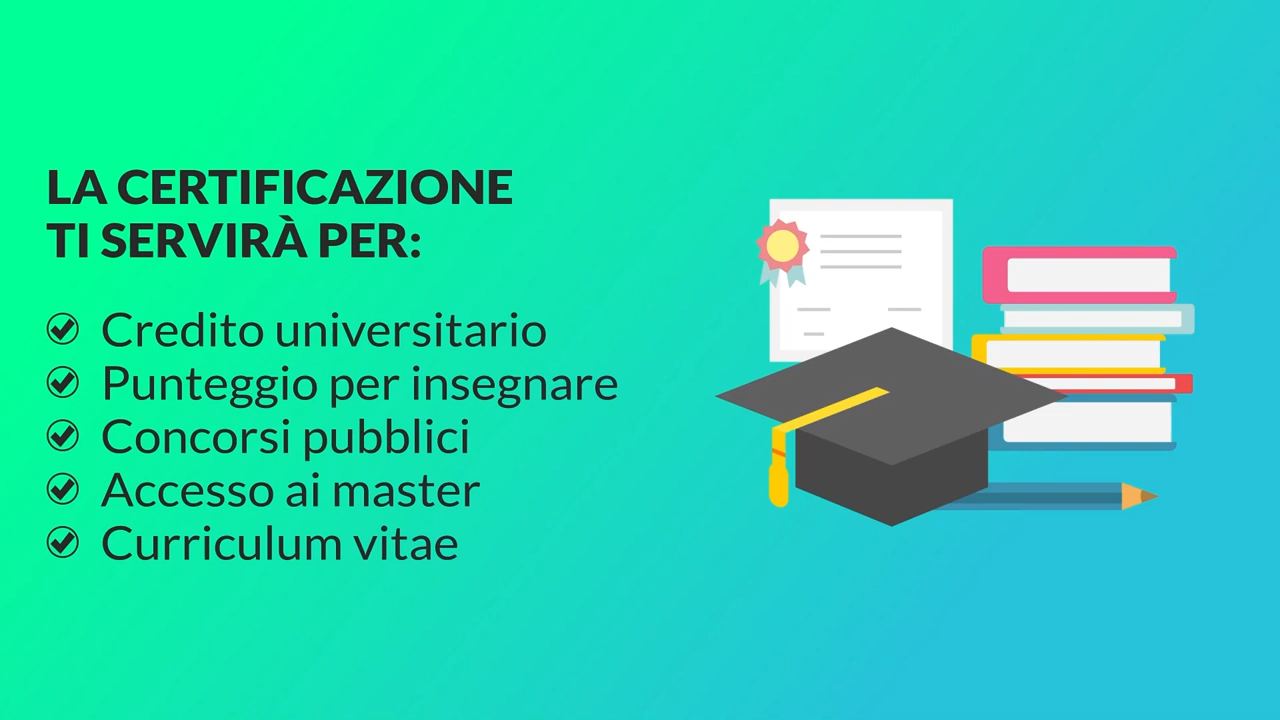 LA CERTIFICAZIONE
TI SERVIRÀ PER:
Credito universitario
Punteggio per insegnare
Concorsi pubblici
Accesso ai master
Curriculum vitae